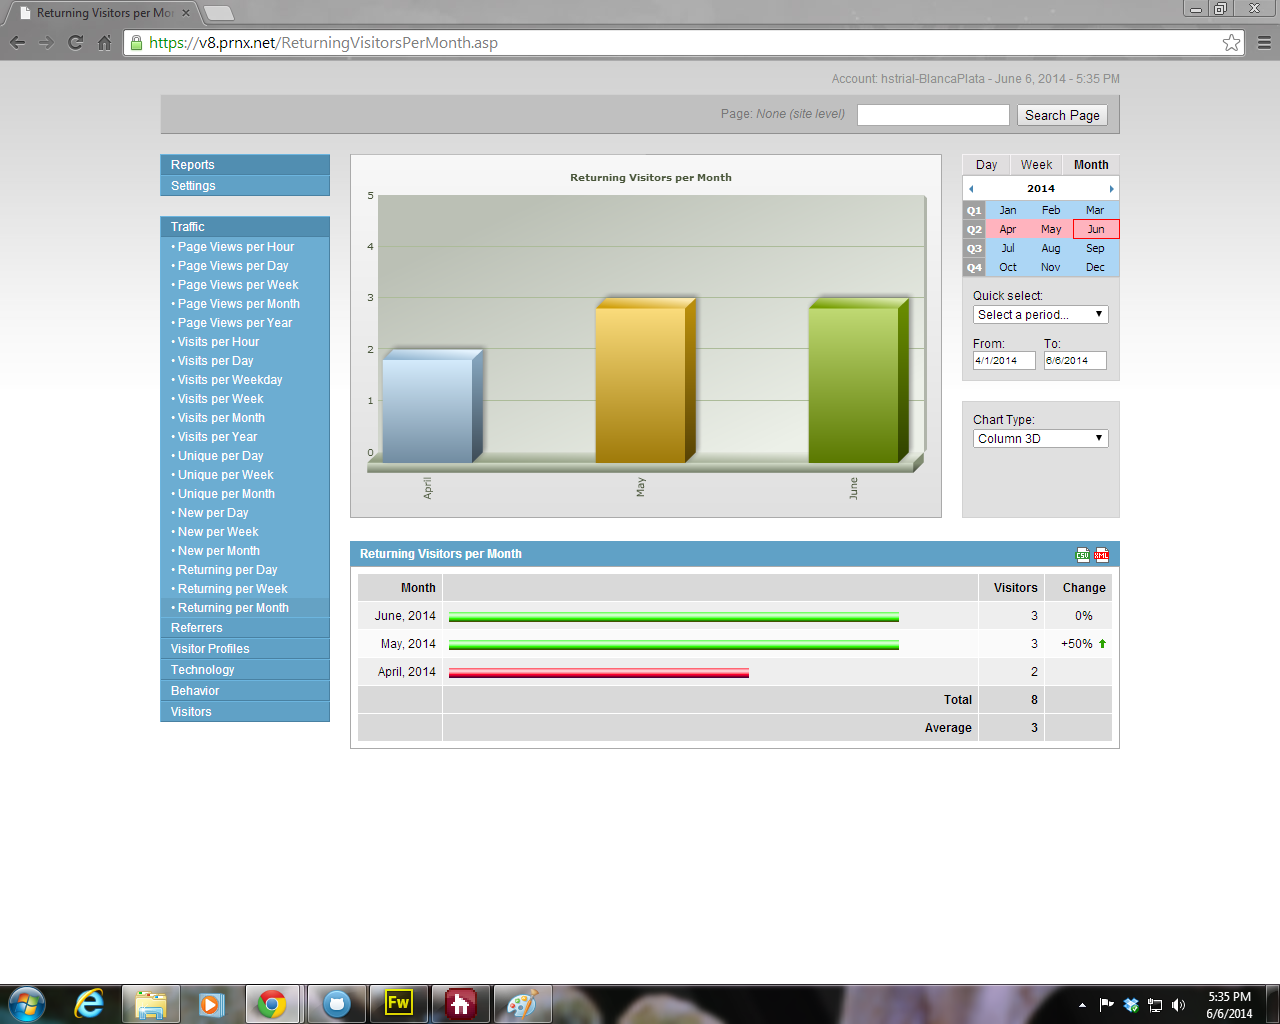 Returning Visitors per Mo
https://v8.prnx.net/ReturningVisitorsPerMonth.asp
Account: hstrial-BlancaPlata - June 6, 2014 - 5:35 PM
Page: None (site level)
Search Page
Reports
Settings
Traffic
• Page Views per Hour
• Page Views per Day
• Page Views per Week
• Page Views per Month
• Page Views per Year
• Visits per Hour
• Visits per Day
• Visits per Weekday
• Visits per Week
• Visits per Month
• Visits per Year
• Unique per Day
• Unique per Week
• Unique per Month
• New per Day
• New per Week
• New per Month
• Returning per Day
• Returning per Week
• Returning per Month
Referrers
Visitor Profiles
Technology
Behavior
Visitors
Returning Visitors per Month
5
4
3
2
1
0
April
May
June
Day Week Month
2014
Q1 Jan Feb Mar
Q2 Apr May Jun
Q3 Jul Aug Sep
Q4 Oct Nov Dec
Quick select:
Select a period...
From: To:
4/1/2014 6/6/2014
Chart Type:
Column 3D
Returning Visitors per Month
CSV XML
Month Visitors Change
June, 2014 3 0%
May, 2014 3 +50%
April, 2014 2
Total 8
Average 3
Fw
5:35 PM
6/6/2014